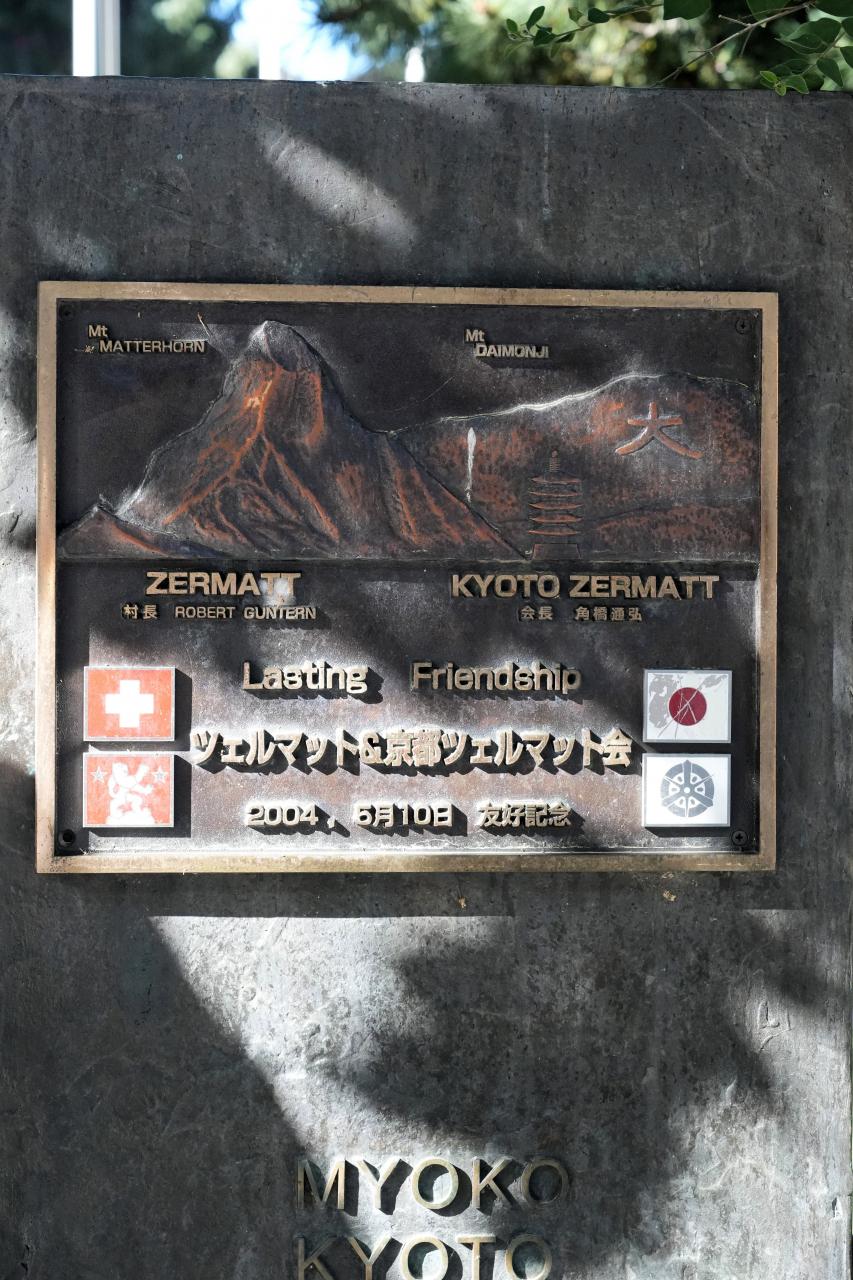 Mt
MATTERHORN
Mt
DAIMONJI
大
ZERMATT
村長 ROBERT GUNTERN
KYOTO ZERMATT
会長 角橋通弘
Lasting Friendship
ツェルマット&京都ツェルマット会
2004, 5月10日 友好記念
MYOKO
KYOTO